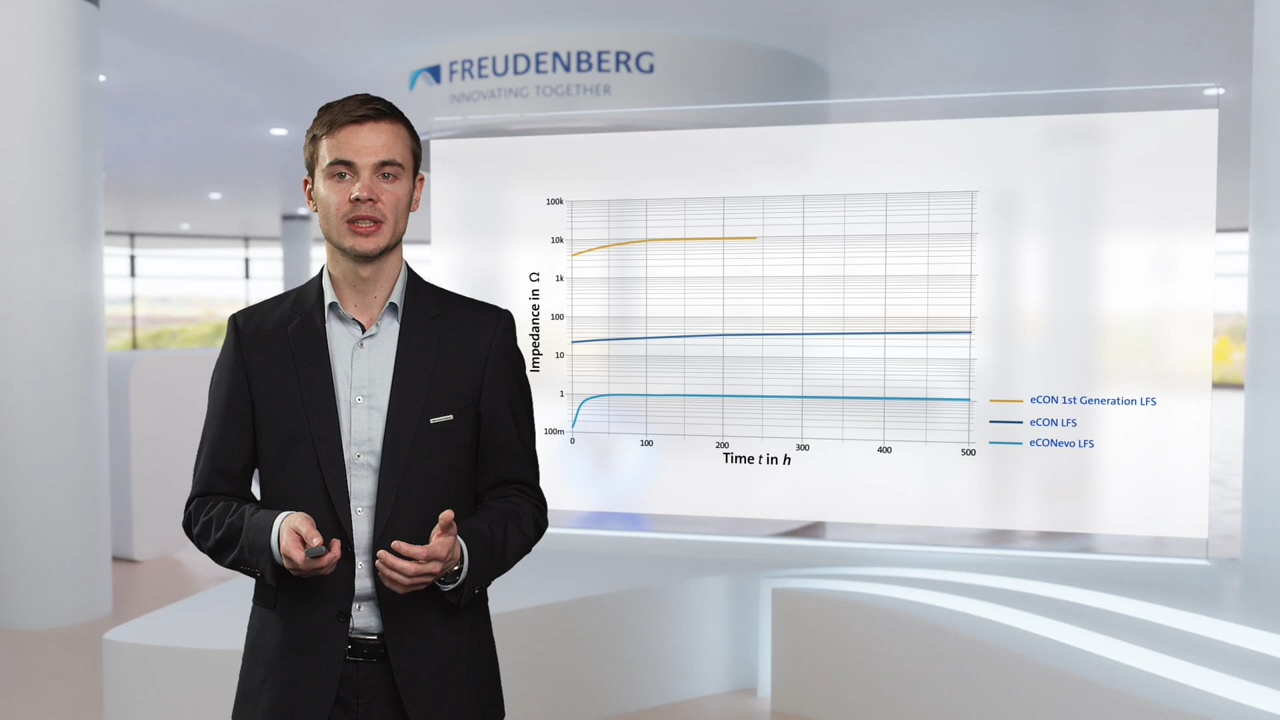 FREUDENBERG
INNOVATING TOGETHER
100k
10k
1k
100
10
1
100m
Impedance in Ω
0
100
200
300
400
500
Time t in h
eCON 1st Generation LFS
eCON LFS
eCONevo LFS